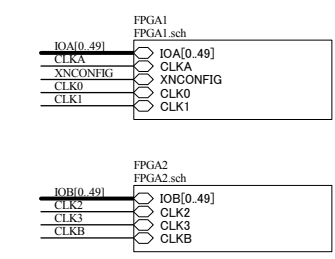 FPGA1
FPGA1.sch
IOA[0..49] IOA[0..49]
CLKA CLKA
XNCONFIG XNCONFIG
CLK0 CLK0
CLK1 CLK1
FPGA2
FPGA2.sch
IOB[0..49] IOB[0..49]
CLK2 CLK2
CLK3 CLK3
CLKB CLKB